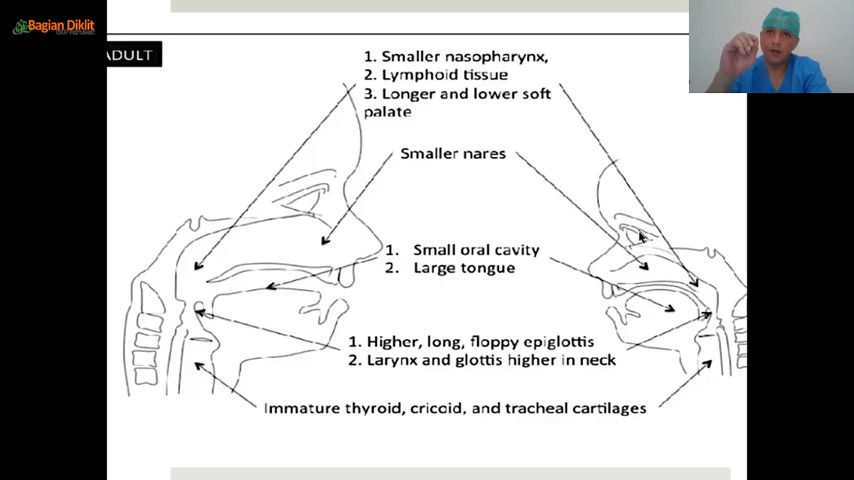 Bagian Diklit
ADULT
1. Smaller nasopharynx,
2. Lymphoid tissue
3. Longer and lower soft
palate
Smaller nares
1. Small oral cavity
2. Large tongue
1. Higher, long, floppy epiglottis
2. Larynx and glottis higher in neck
Immature thyroid, cricoid, and tracheal cartilages